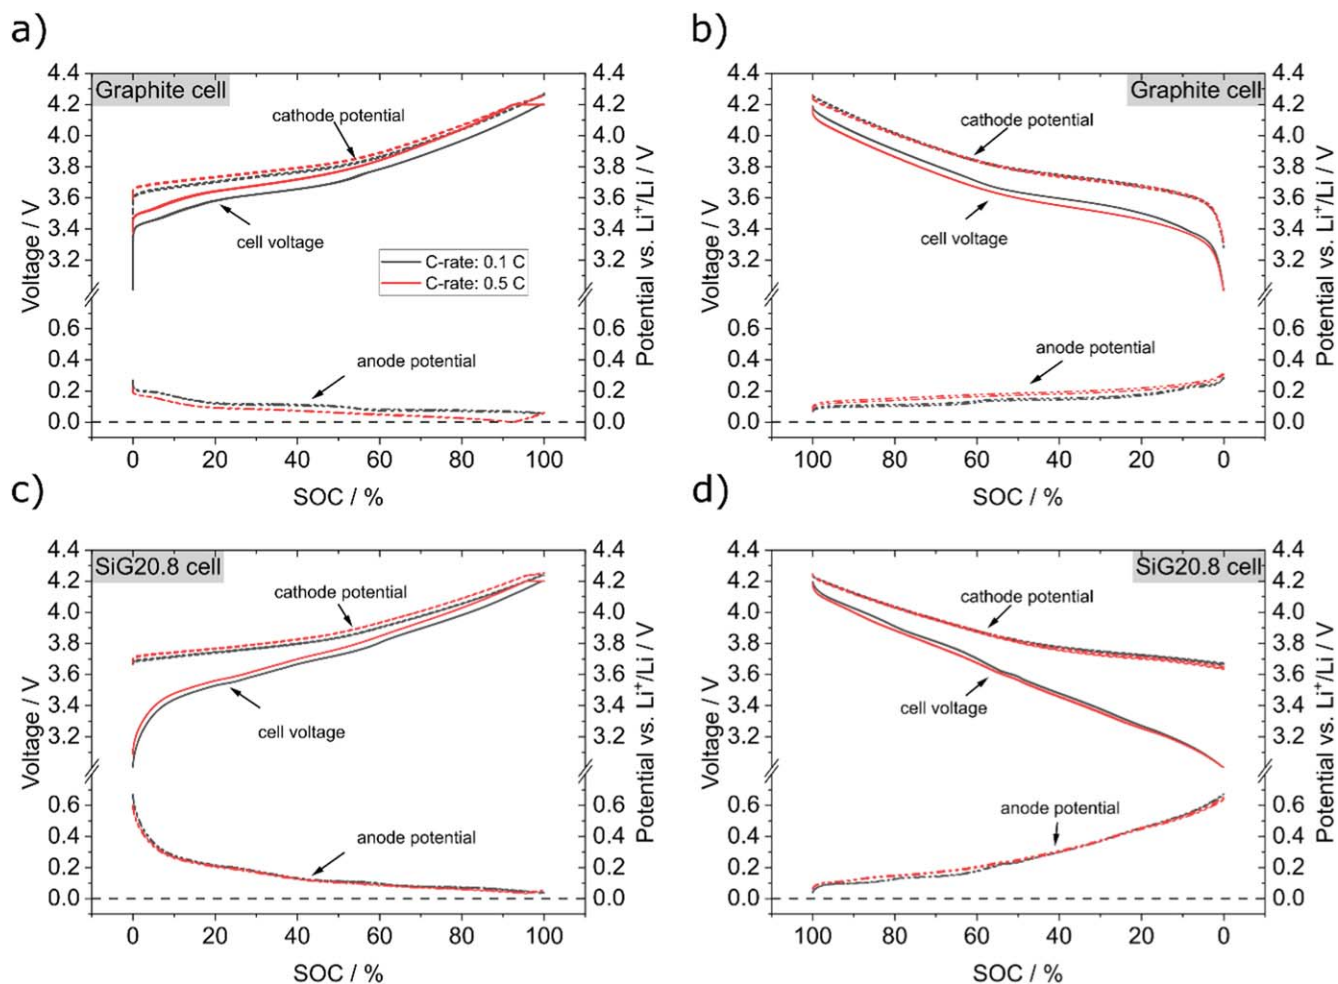 a)
Graphite cell
4.4
4.2
4.0
3.8
3.6
3.4
3.2
0.6
0.4
0.2
0.0
Voltage / V
cathode potential
cell voltage
C-rate: 0.1 C
C-rate: 0.5 C
anode potential
4.4
4.2
4.0
3.8
3.6
3.4
3.2
0.6
0.4
0.2
0.0
Potential vs. Li⁺/Li / V
0 20 40 60 80 100
SOC / %
b)
Graphite cell
4.4
4.2
4.0
3.8
3.6
3.4
3.2
0.6
0.4
0.2
0.0
Voltage / V
cathode potential
cell voltage
anode potential
4.4
4.2
4.0
3.8
3.6
3.4
3.2
0.6
0.4
0.2
0.0
Potential vs. Li⁺/Li / V
100 80 60 40 20 0
SOC / %
c)
SiG20.8 cell
4.4
4.2
4.0
3.8
3.6
3.4
3.2
0.6
0.4
0.2
0.0
Voltage / V
cathode potential
cell voltage
anode potential
4.4
4.2
4.0
3.8
3.6
3.4
3.2
0.6
0.4
0.2
0.0
Potential vs. Li⁺/Li / V
0 20 40 60 80 100
SOC / %
d)
SiG20.8 cell
4.4
4.2
4.0
3.8
3.6
3.4
3.2
0.6
0.4
0.2
0.0
Voltage / V
cathode potential
cell voltage
anode potential
4.4
4.2
4.0
3.8
3.6
3.4
3.2
0.6
0.4
0.2
0.0
Potential vs. Li⁺/Li / V
100 80 60 40 20 0
SOC / %